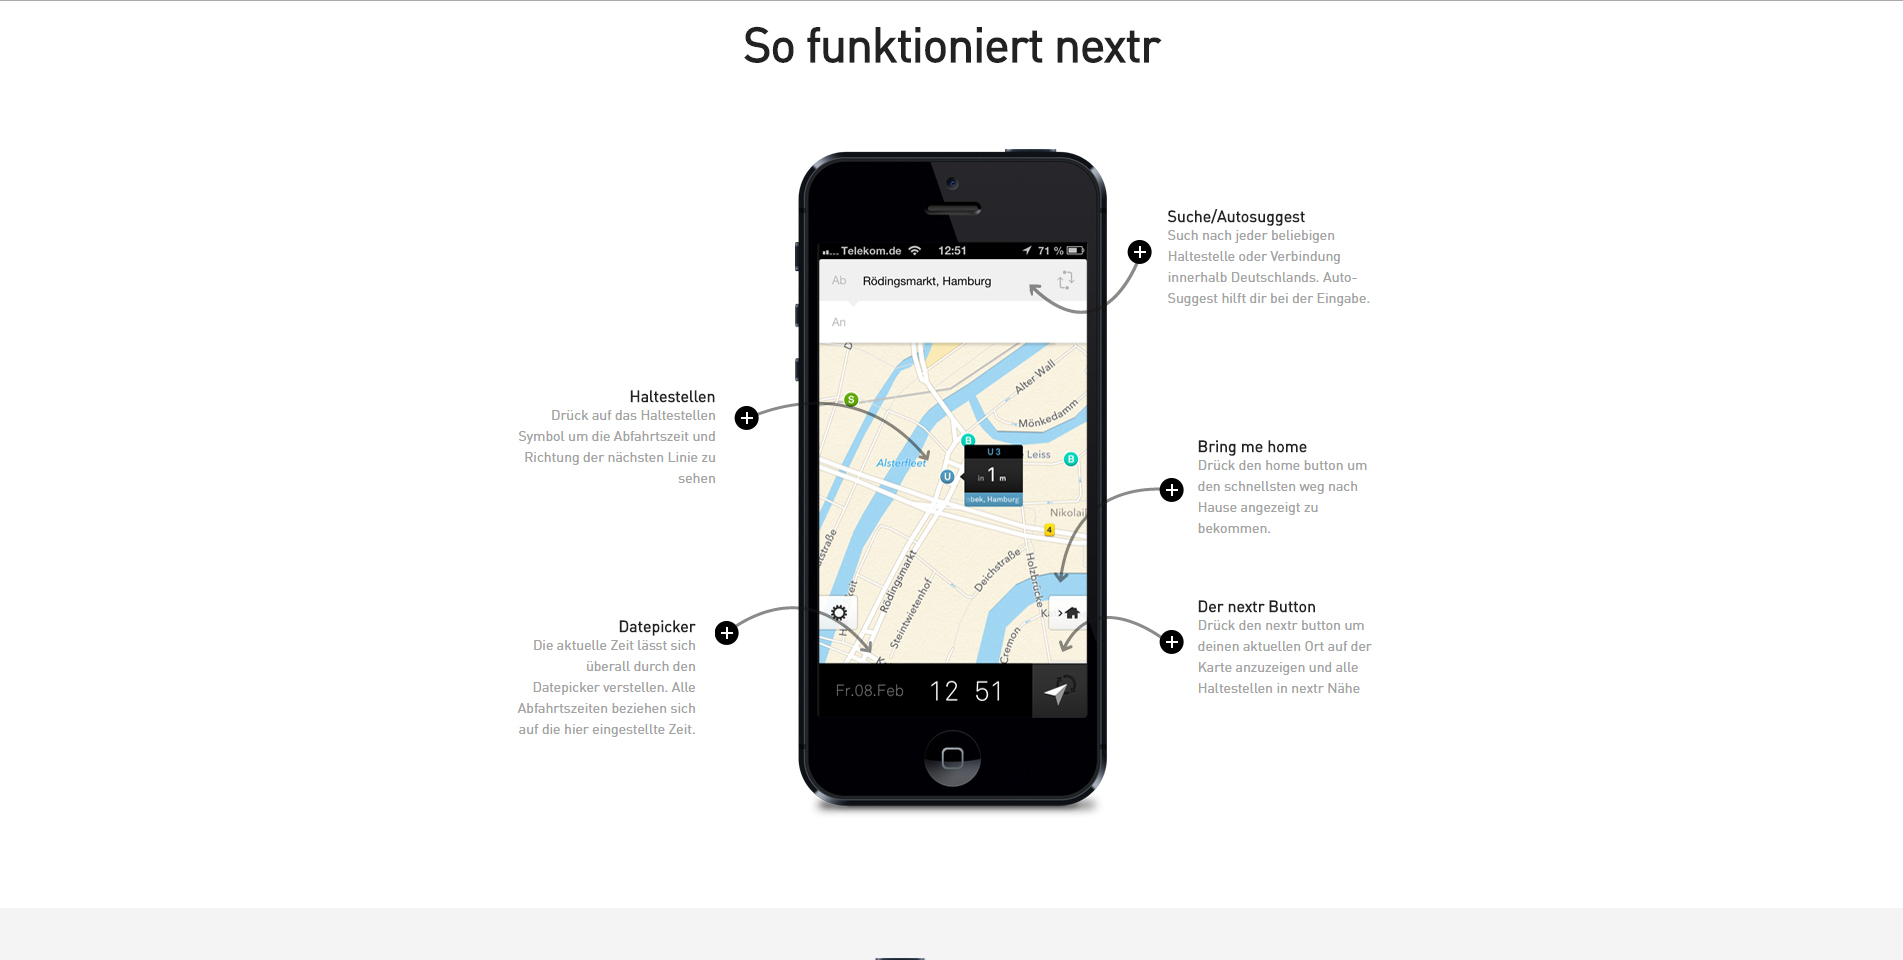 So funktioniert nextr
Suche/Autosuggest
Such nach jeder beliebigen
Haltestelle oder Verbindung
innerhalb Deutschlands. Auto-
Suggest hilft dir bei der Eingabe.
Haltestellen
Drück auf das Haltestellen
Symbol um die Abfahrtszeit und
Richtung der nächsten Linie zu
sehen
Bring me home
Drück den home button um
den schnellsten weg nach
Hause angezeigt zu
bekommen.
Datepicker
Die aktuelle Zeit lässt sich
überall durch den
Datepicker verstellen. Alle
Abfahrtszeiten beziehen sich
auf die hier eingestellte Zeit.
Der nextr Button
Drück den nextr button um
deinen aktuellen Ort auf der
Karte anzuzeigen und alle
Haltestellen in nextr Nähe
Telekom.de 12:51 71 %
Ab Rödingsmarkt, Hamburg
An
Alter Wall
Mönkedamm
S
B
U 3
Leiss
B
Alsterfleet
U
in 1 m
bek, Hamburg
Nikolai
4
Deichstraße
Holzbrücke
Rödingsmarkt
Steintwietenhof
Cremon
Fr.08.Feb 12 51